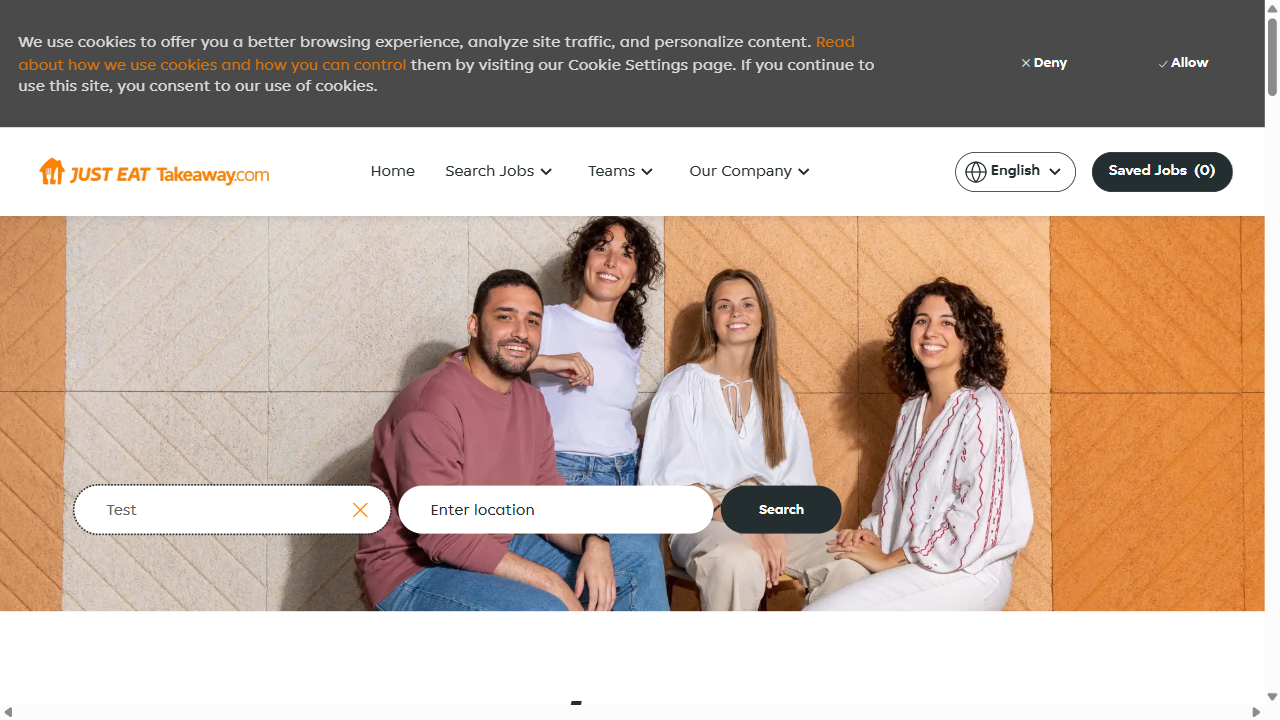 We use cookies to offer you a better browsing experience, analyze site traffic, and personalize content. Read
about how we use cookies and how you can control them by visiting our Cookie Settings page. If you continue to
use this site, you consent to our use of cookies.
Deny
Allow
JUST EAT Takeaway.com
Home
Search Jobs
Teams
Our Company
English
Saved Jobs (0)
Test
Enter location
Search